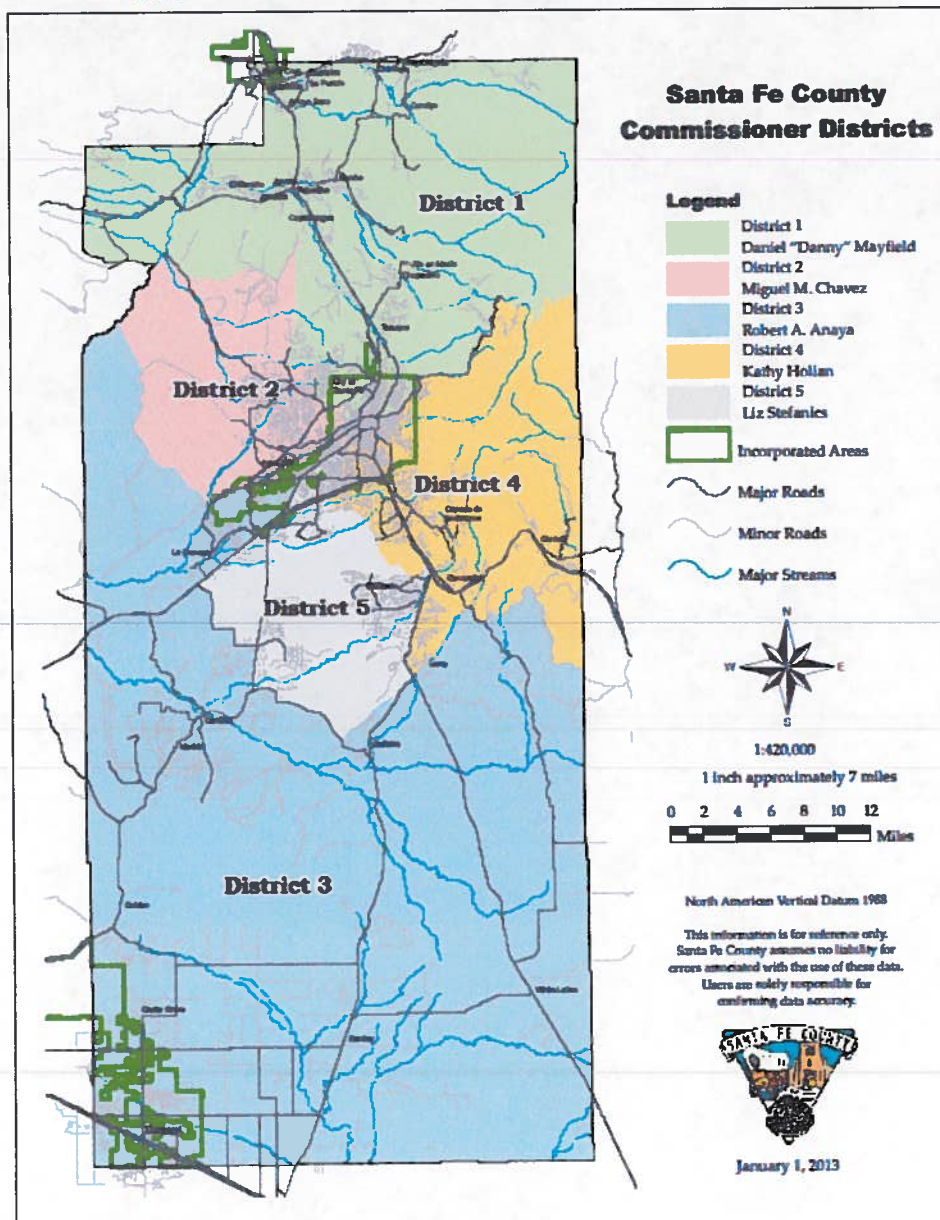 Santa Fe County
Commissioner Districts
Legend
District 1
Daniel "Danny" Mayfield
District 2
Miguel M. Chavez
District 3
Robert A. Anaya
District 4
Kathy Holian
District 5
Liz Stefanics
Incorporated Areas
Major Roads
Minor Roads
Major Streams
N
W
E
S
1:420,000
1 inch approximately 7 miles
0 2 4 6 8 10 12
Miles
North American Vertical Datum 1988
This information is for reference only.
Santa Fe County assumes no liability for
errors associated with the use of these data.
Users are solely responsible for
confirming data accuracy.
SANTA FE COUNTY
January 1, 2013
District 1
District 2
District 4
District 5
District 3
Tesuque
Golden
Stanley
White Lakes